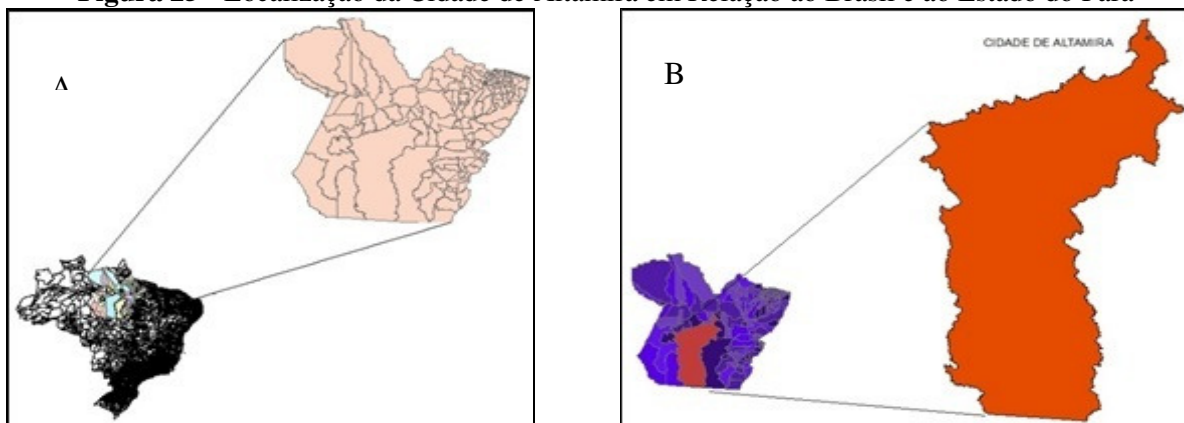 Figura - Localização da Cidade de Altamira em Relação ao Brasil e ao Estado do Pará
A
B
CIDADE DE ALTAMIRA